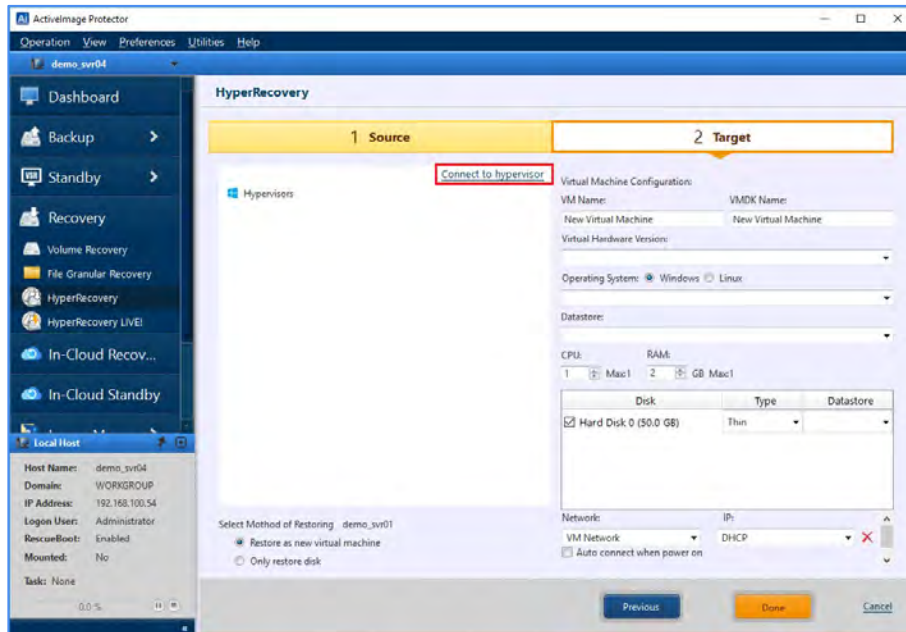 ActiveImage Protector
Operation View Preferences Utilities Help
demo_svr04
Dashboard
Backup
Standby
Recovery
Volume Recovery
File Granular Recovery
HyperRecovery
HyperRecovery LIVE!
In-Cloud Recov...
In-Cloud Standby
Local Host
Host Name: demo_svr04
Domain: WORKGROUP
IP Address: 192.168.100.54
Logon User: Administrator
RescueBoot: Enabled
Mounted: No
Task: None
0.0 %
HyperRecovery
1 Source
2 Target
Connect to hypervisor
Hypervisors
Select Mothod of Restoring demo_svr01
Restore as new virtual machine
Only restore disk
Virtual Machine Configuration:
VM Name: VMDK Name:
New Virtual Machine New Virtual Machine
Virtual Hardware Version:
Operating System: Windows Linux
Datastore:
CPU: RAM:
1 Max:1 2 GB Max:1
Disk Type Datastore
Hard Disk 0 (50.0 GB) Thin
Network: IP:
VM Network DHCP
Auto connect when power on
Previous Done Cancel